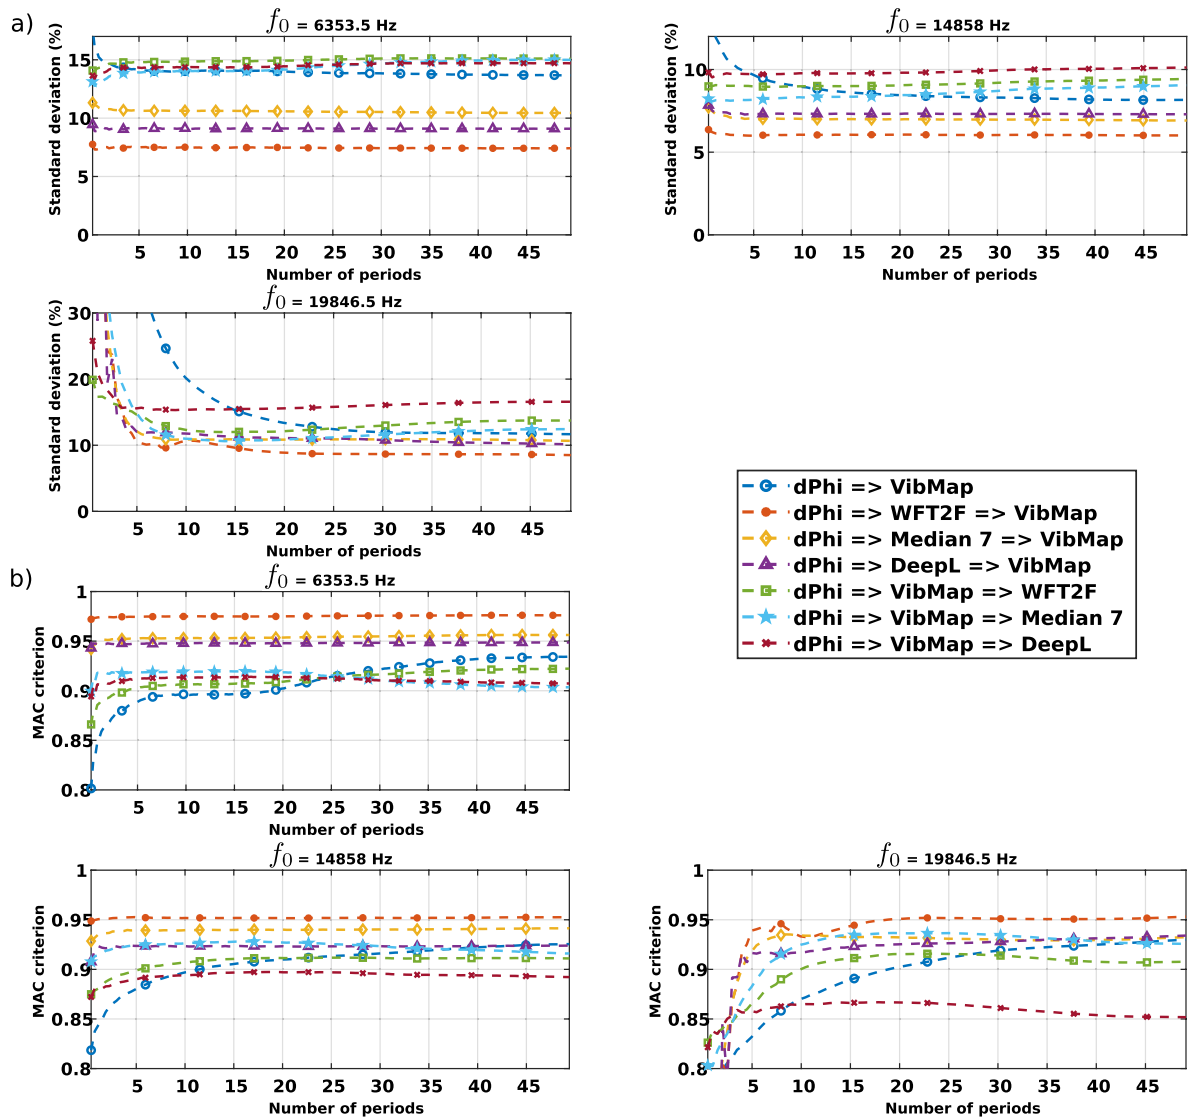 a)
f0 = 6353.5 Hz
Standard deviation (%)
15
10
5
0
5 10 15 20 25 30 35 40 45
Number of periods
f0 = 14858 Hz
Standard deviation (%)
10
5
0
5 10 15 20 25 30 35 40 45
Number of periods
f0 = 19846.5 Hz
Standard deviation (%)
30
20
10
0
5 10 15 20 25 30 35 40 45
Number of periods
dPhi => VibMap
dPhi => WFT2F => VibMap
dPhi => Median 7 => VibMap
dPhi => DeepL => VibMap
dPhi => VibMap => WFT2F
dPhi => VibMap => Median 7
dPhi => VibMap => DeepL
b)
f0 = 6353.5 Hz
MAC criterion
1
0.95
0.9
0.85
0.8
5 10 15 20 25 30 35 40 45
Number of periods
f0 = 14858 Hz
MAC criterion
1
0.95
0.9
0.85
0.8
5 10 15 20 25 30 35 40 45
Number of periods
f0 = 19846.5 Hz
MAC criterion
1
0.95
0.9
0.85
0.8
5 10 15 20 25 30 35 40 45
Number of periods